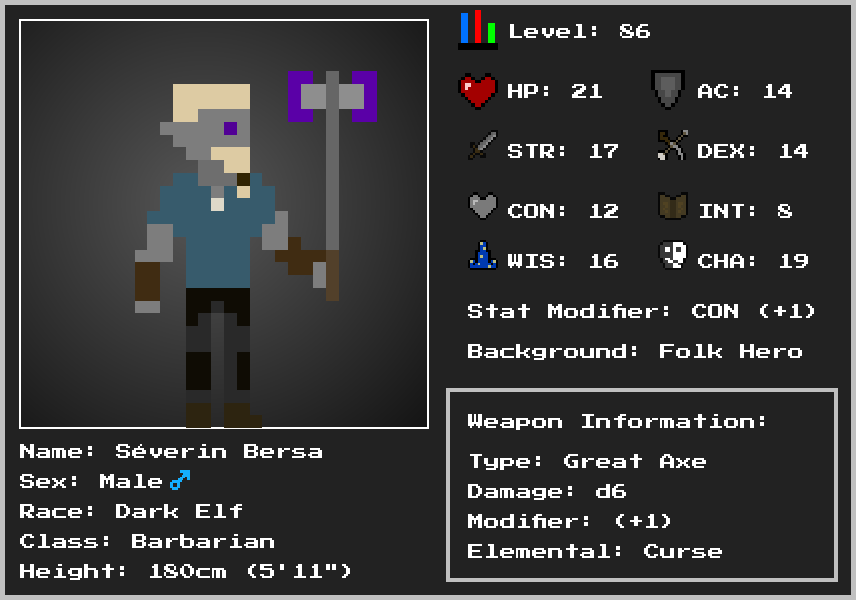 Level: 86
HP: 21 AC: 14
STR: 17 DEX: 14
CON: 12 INT: 8
WIS: 16 CHA: 19
Stat Modifier: CON (+1)
Background: Folk Hero
Weapon Information:
Type: Great Axe
Damage: d6
Modifier: (+1)
Elemental: Curse
Name: Séverin Bersa
Sex: Male♂
Race: Dark Elf
Class: Barbarian
Height: 180cm (5'11")